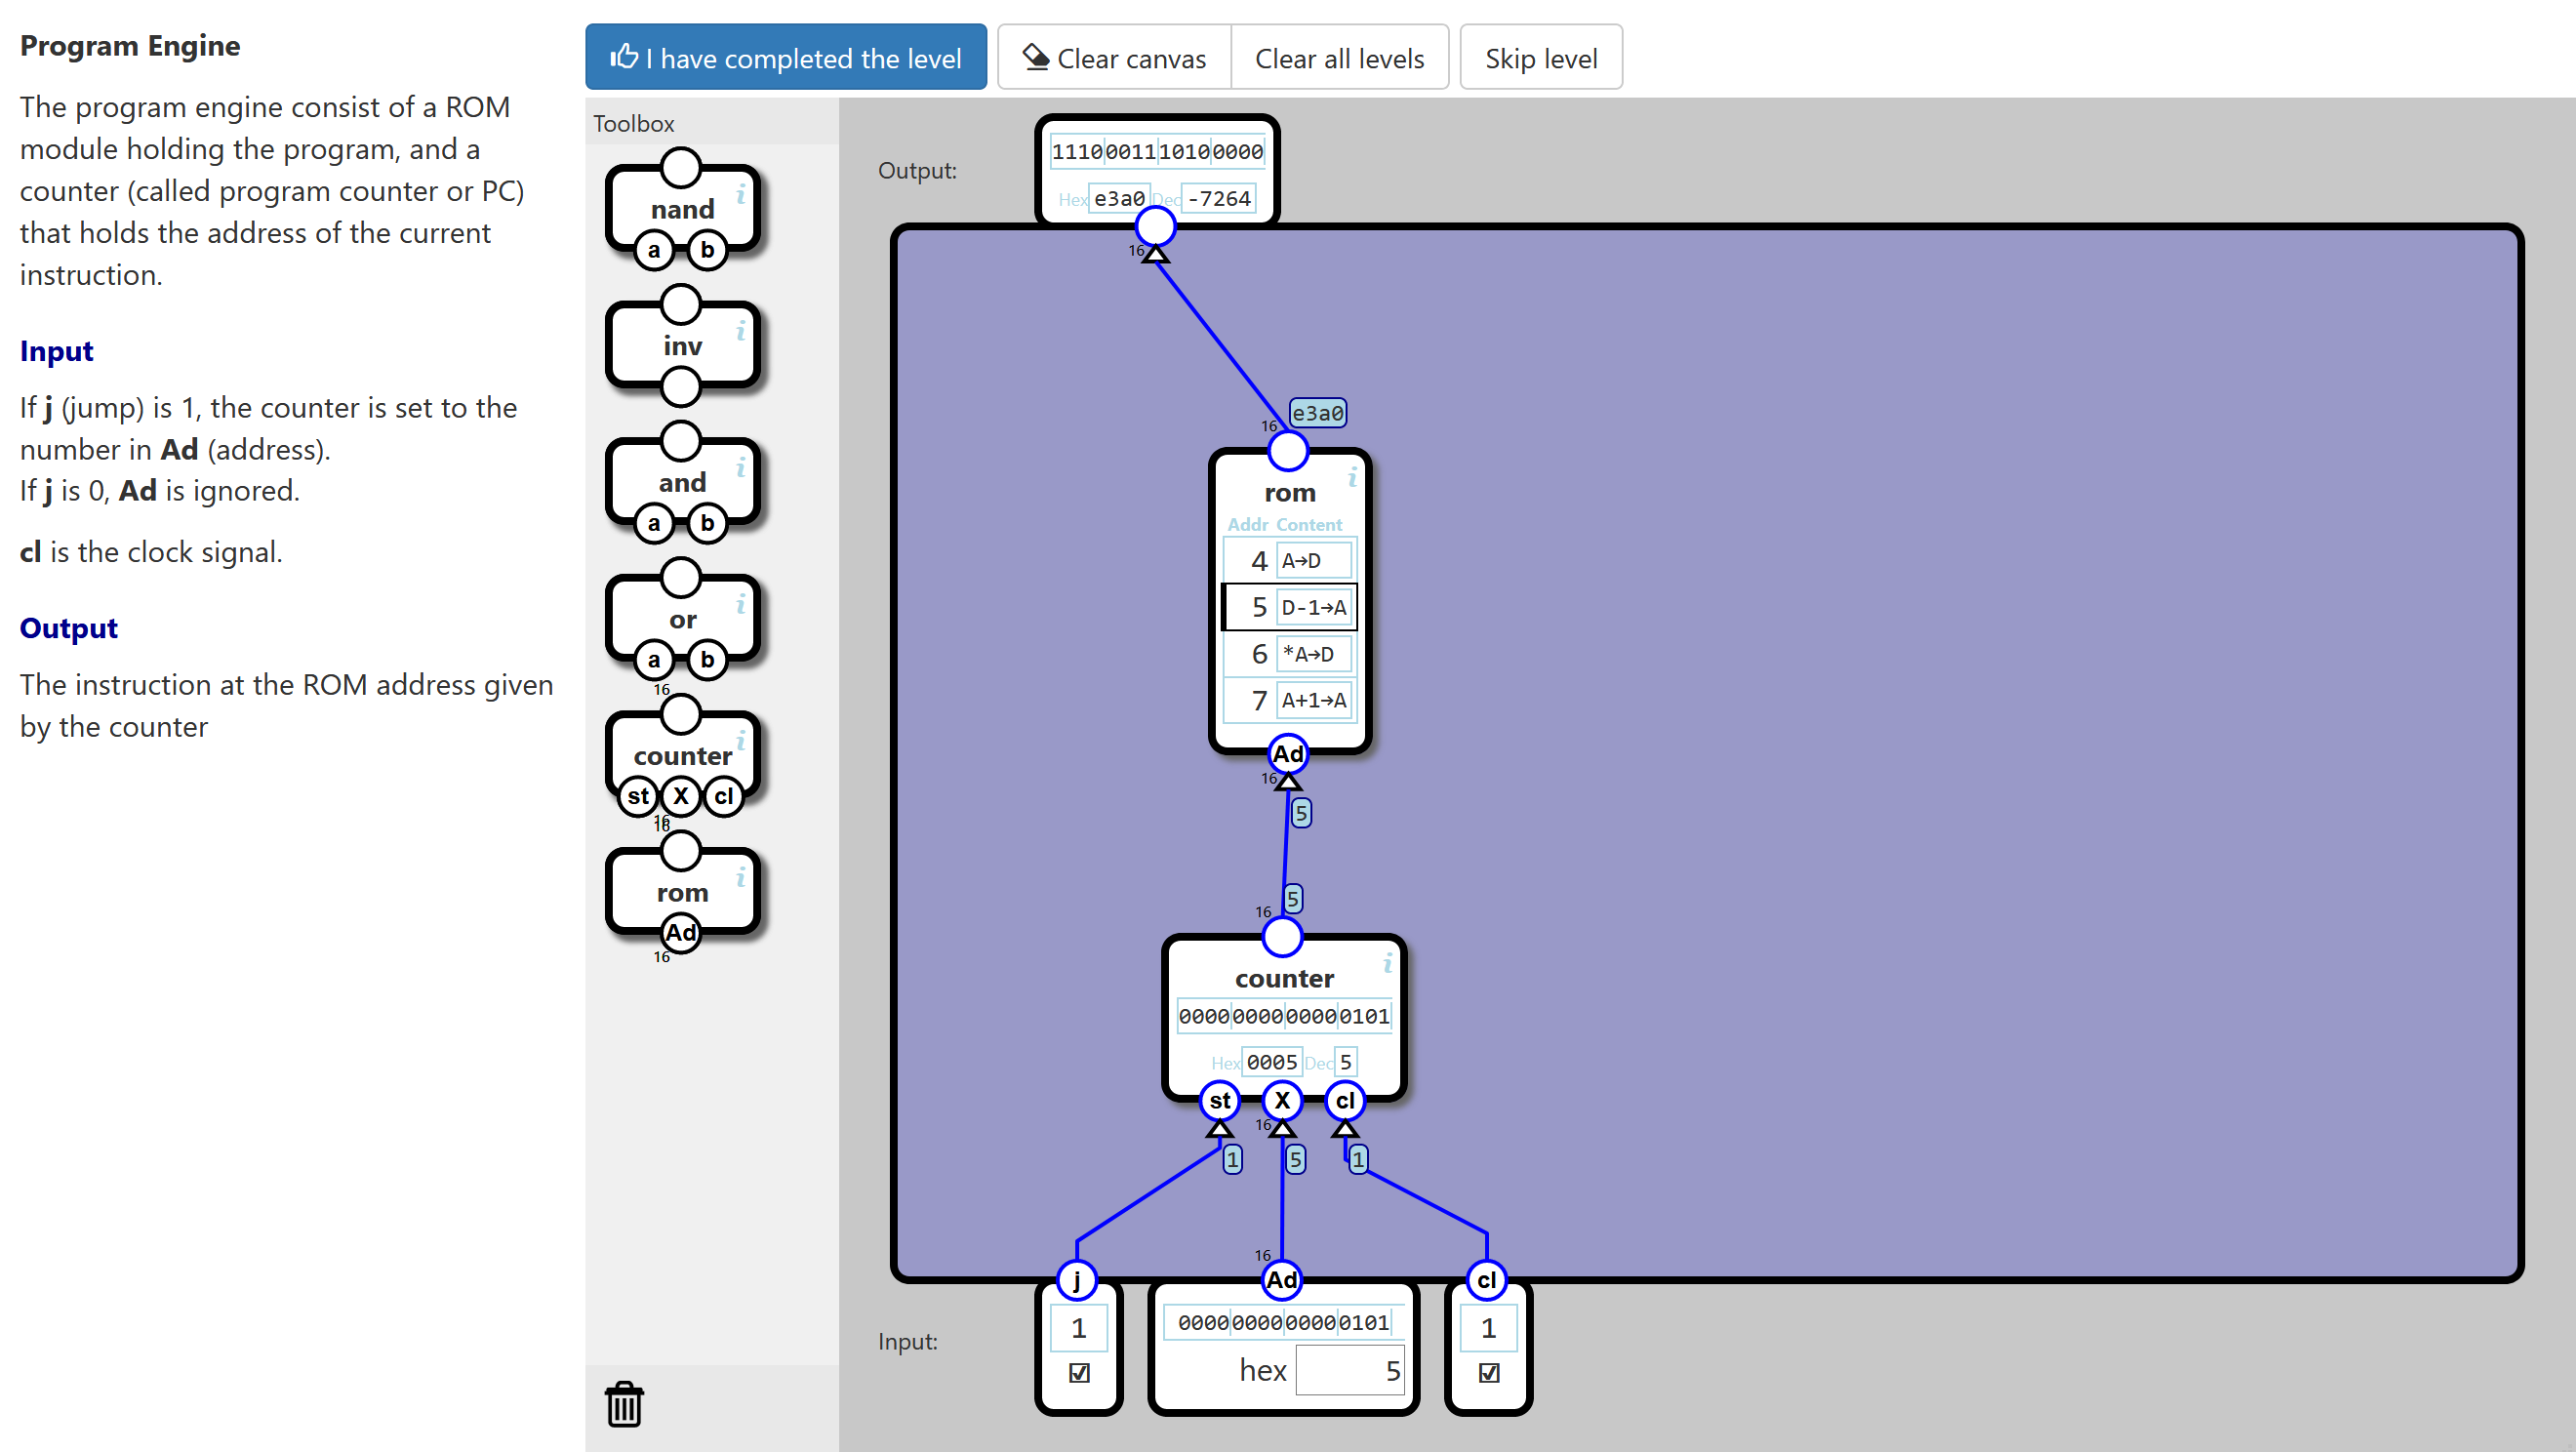 Program Engine
The program engine consist of a ROM
module holding the program, and a
counter (called program counter or PC)
that holds the address of the current
instruction.
Input
If j (jump) is 1, the counter is set to the
number in Ad (address).
If j is 0, Ad is ignored.
cl is the clock signal.
Output
The instruction at the ROM address given
by the counter
I have completed the level
Clear canvas
Clear all levels
Skip level
Toolbox
i
nand
a b
i
inv
i
and
a b
i
or
a b
16
i
counter
st X cl
16
16
i
rom
Ad
16
Output:
1110 0011 1010 0000
Hex e3a0 Dec -7264
16
e3a0
16
i
rom
Addr Content
4 A→D
5 D-1→A
6 *A→D
7 A+1→A
Ad
16
5
5
16
i
counter
0000 0000 0000 0101
Hex 0005 Dec 5
st X cl
16
1 5 1
16
j Ad cl
Input:
1
0000 0000 0000 0101
hex 5
1